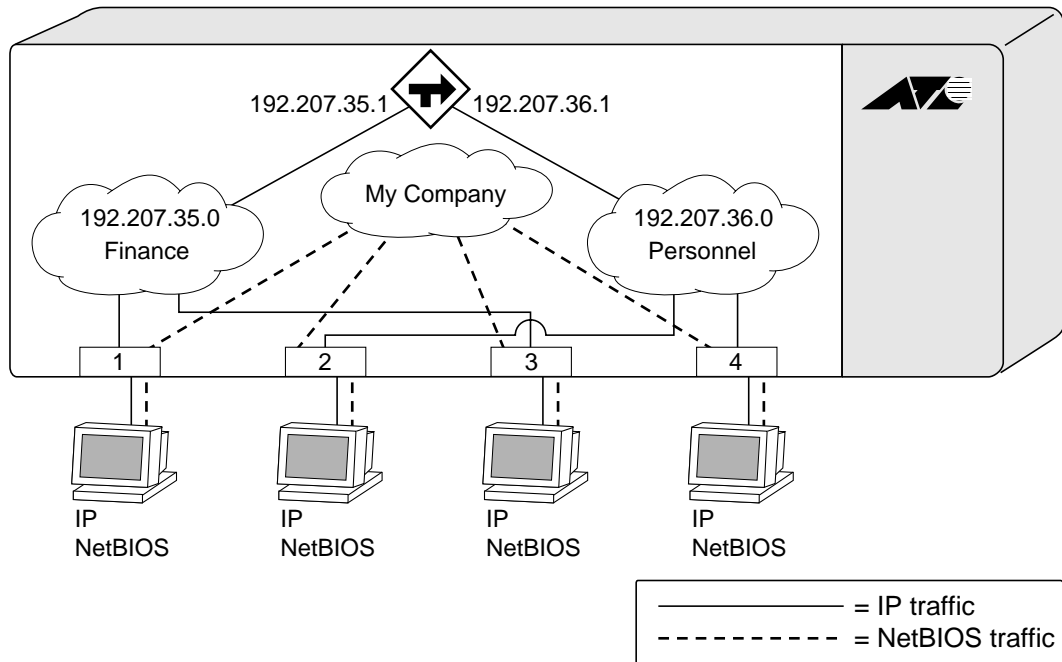 192.207.35.1
192.207.36.1
My Company
192.207.35.0
Finance
192.207.36.0
Personnel
1
2
3
4
IP
NetBIOS
IP
NetBIOS
IP
NetBIOS
IP
NetBIOS
= IP traffic
= NetBIOS traffic